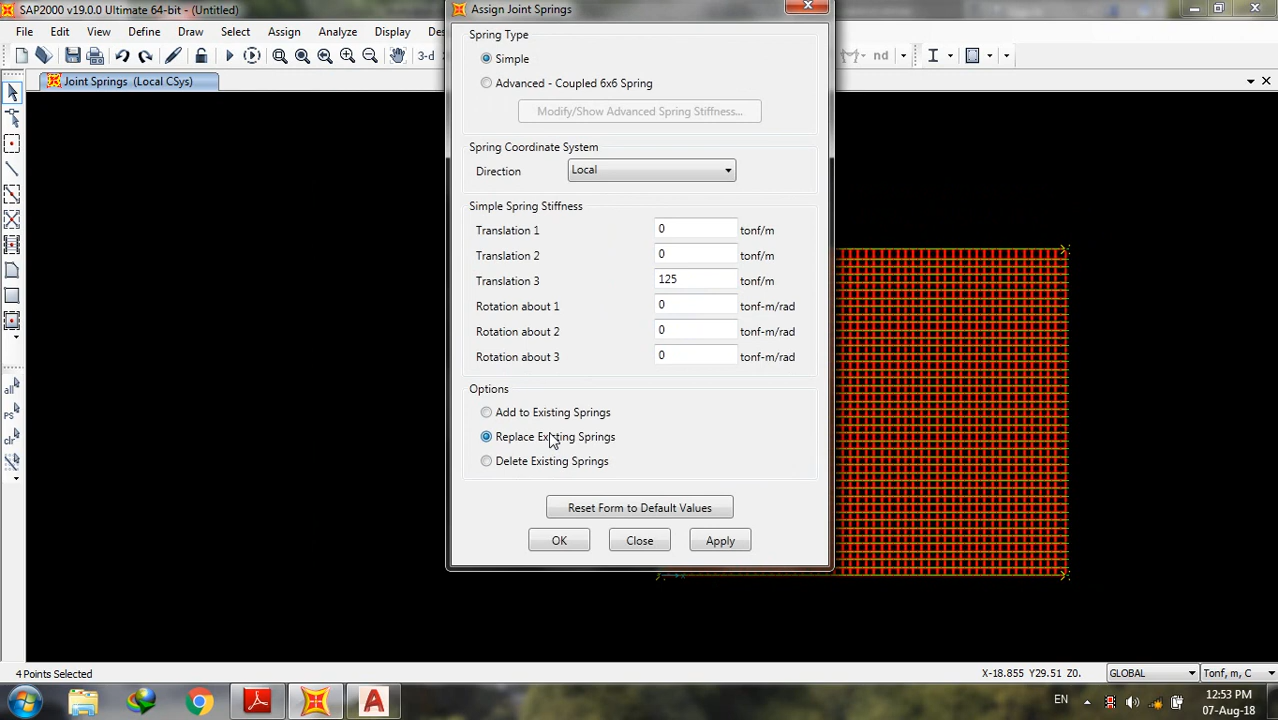 SAP2000 v19.0.0 Ultimate 64-bit - (Untitled)
Assign Joint Springs
File Edit View Define Draw Select Assign Analyze Display
3-d
nd
Joint Springs (Local CSys)
Spring Type
Simple
Advanced - Coupled 6x6 Spring
Modify/Show Advanced Spring Stiffness...
Spring Coordinate System
Direction Local
Simple Spring Stiffness
Translation 1 0 tonf/m
Translation 2 0 tonf/m
Translation 3 125 tonf/m
Rotation about 1 0 tonf-m/rad
Rotation about 2 0 tonf-m/rad
Rotation about 3 0 tonf-m/rad
Options
Add to Existing Springs
Replace Existing Springs
Delete Existing Springs
Reset Form to Default Values
OK Close Apply
all
PS
clr
4 Points Selected
X-18.855 Y29.51 Z0.
GLOBAL
Tonf, m, C
EN
12:53 PM
07-Aug-18